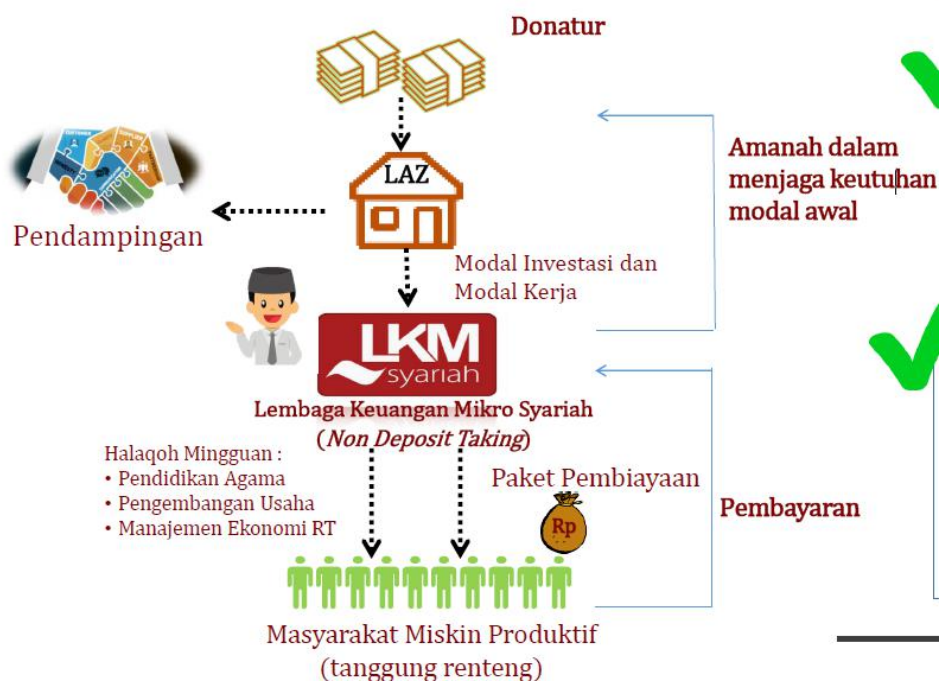 Donatur
LAZ
Pendampingan
Amanah dalam
menjaga keutuhan
modal awal
Modal Investasi dan
Modal Kerja
LKM
syariah
Lembaga Keuangan Mikro Syariah
(Non Deposit Taking)
Halaqoh Mingguan :
• Pendidikan Agama
• Pengembangan Usaha
• Manajemen Ekonomi RT
Paket Pembiayaan
Rp
Pembayaran
Masyarakat Miskin Produktif
(tanggung renteng)